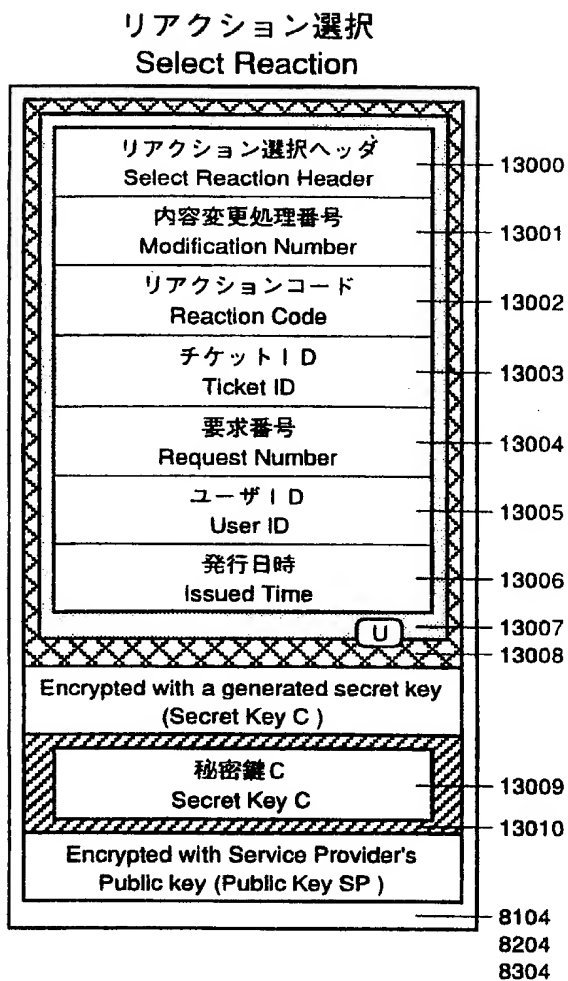 リアクション選択
Select Reaction
リアクション選択ヘッダ
Select Reaction Header
13000
内容変更処理番号
Modification Number
13001
リアクションコード
Reaction Code
13002
チケットID
Ticket ID
13003
要求番号
Request Number
13004
ユーザID
User ID
13005
発行日時
Issued Time
13006
U
13007
13008
Encrypted with a generated secret key
(Secret Key C )
秘密鍵C
Secret Key C
13009
13010
Encrypted with Service Provider's
Public key (Public Key SP )
8104
8204
8304